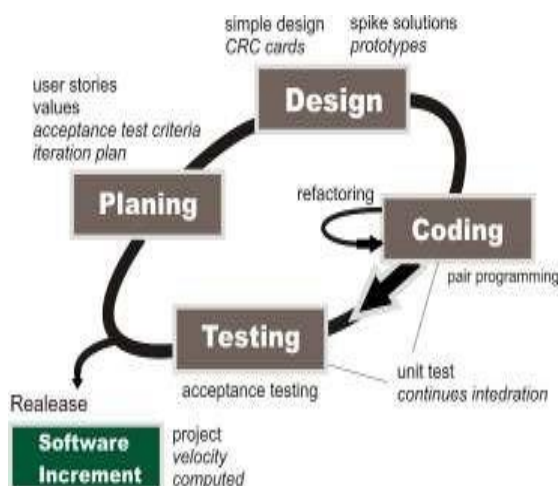 simple design
CRC cards
spike solutions
prototypes
Design
user stories
values
acceptance test criteria
iteration plan
Planing
refactoring
Coding
pair programming
Testing
acceptance testing
unit test
continues intedration
Realease
Software
Increment
project
velocity
computed